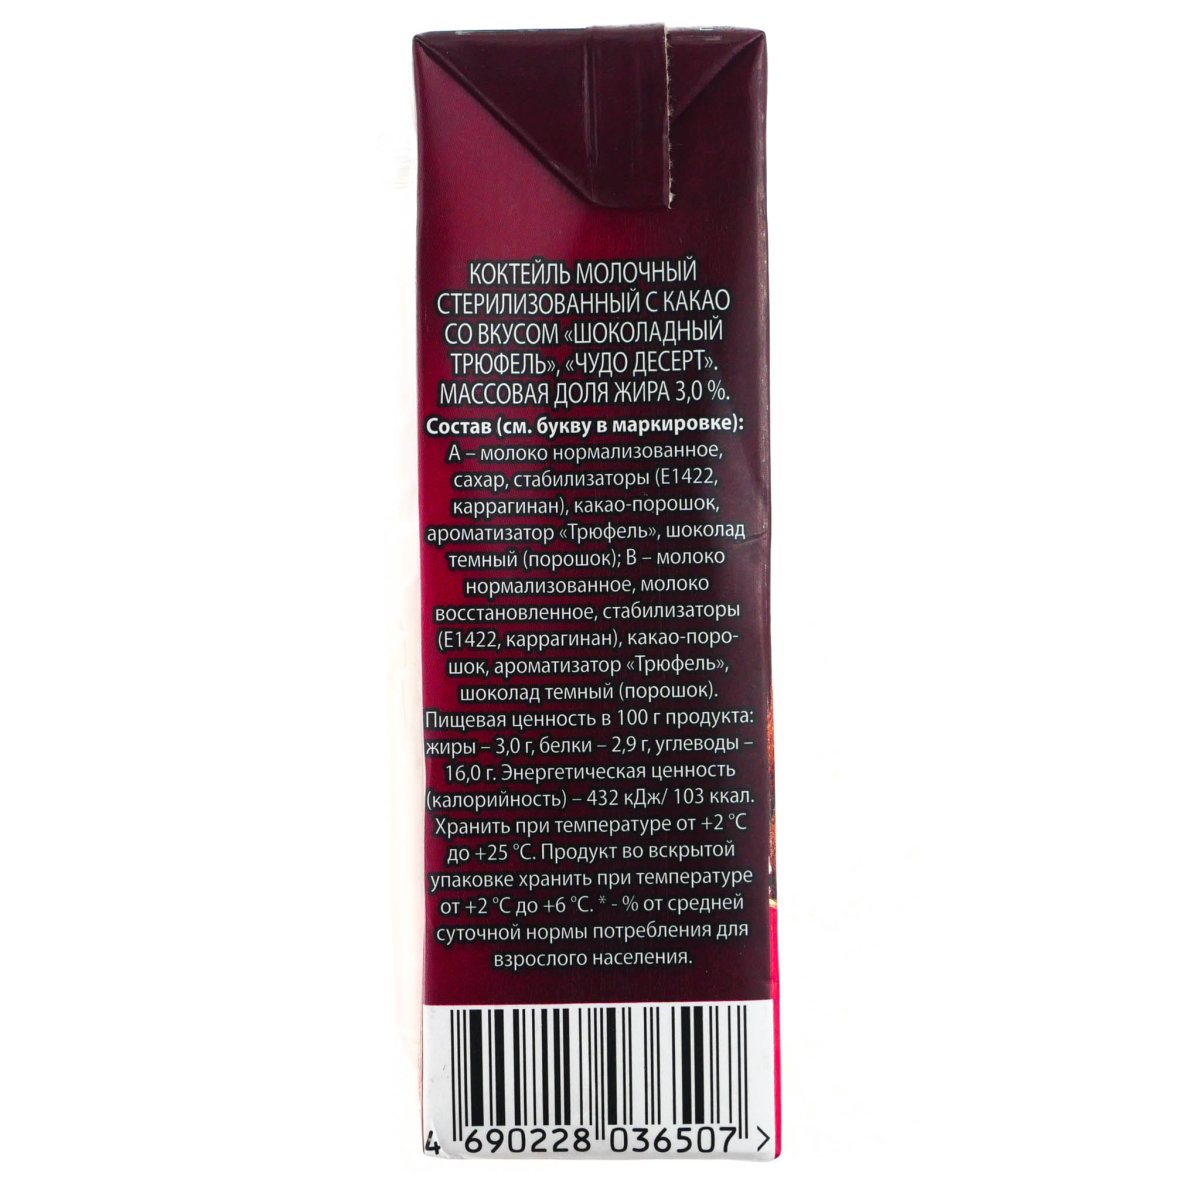 КОКТЕЙЛЬ МОЛОЧНЫЙ
СТЕРИЛИЗОВАННЫЙ С КАКАО
СО ВКУСОМ «ШОКОЛАДНЫЙ
ТРЮФЕЛЬ», «ЧУДО ДЕСЕРТ».
МАССОВАЯ ДОЛЯ ЖИРА 3,0 %.
Состав (см. букву в маркировке):
А – молоко нормализованное,
сахар, стабилизаторы (Е1422,
каррагинан), какао-порошок,
ароматизатор «Трюфель», шоколад
темный (порошок); В – молоко
нормализованное, молоко
восстановленное, стабилизаторы
(Е1422, каррагинан), какао-поро-
шок, ароматизатор «Трюфель»,
шоколад темный (порошок).
Пищевая ценность в 100 г продукта:
жиры – 3,0 г, белки – 2,9 г, углеводы –
16,0 г. Энергетическая ценность
(калорийность) – 432 кДж/ 103 ккал.
Хранить при температуре от +2 °С
до +25 °С. Продукт во вскрытой
упаковке хранить при температуре
от +2 °С до +6 °С. * - % от средней
суточной нормы потребления для
взрослого населения.
4 690228 036507 >